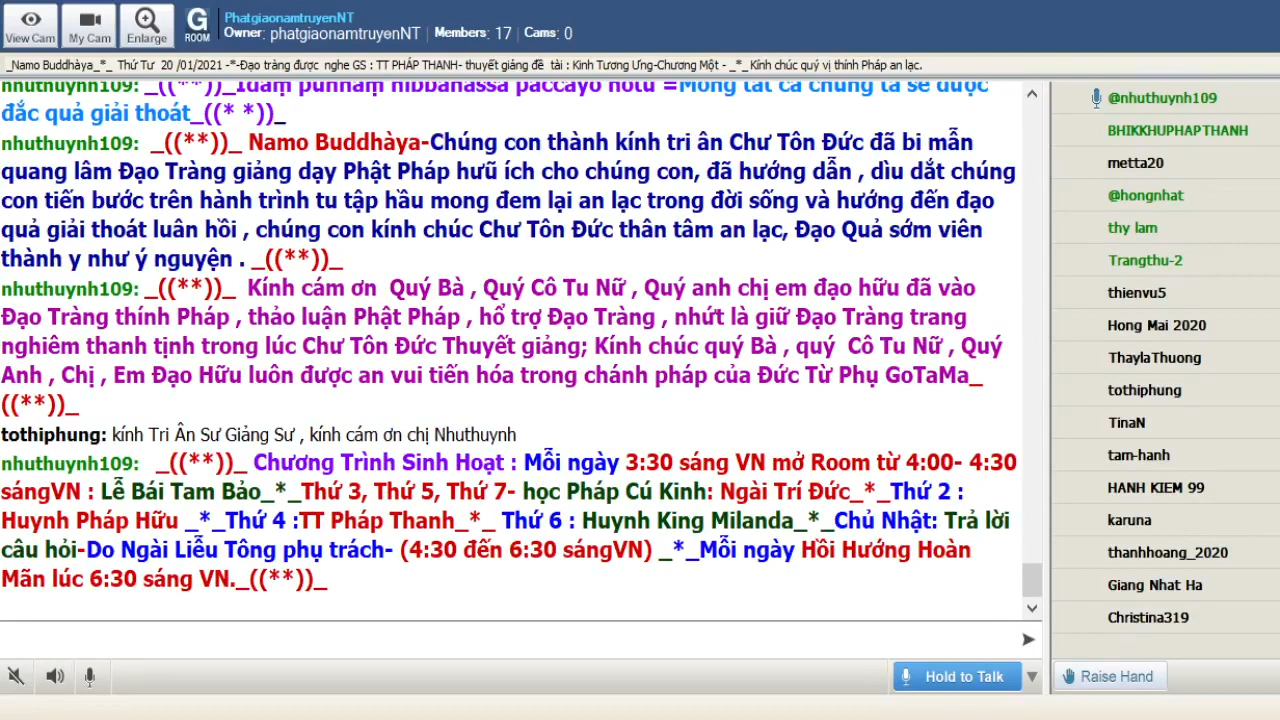 View Cam
My Cam
Enlarge
G
ROOM
PhatgiaonamtruyenNT
Owner: phatgiaonamtruyenNT | Members: 17 | Cams: 0
_Namo Buddhàya_*_ Thứ Tư 20 /01/2021 -*-Đạo tràng được nghe GS : TT PHÁP THANH- thuyết giảng đề tài : Kinh Tương Ưng-Chương Một - _*_Kính chúc quý vị thính Pháp an lạc.
nhuthuynh109: _((**))_Idaṃ puññaṃ nibbānassa paccayo hotu =Mong tất cả chúng ta sẽ được
đắc quả giải thoát_((* *))_
nhuthuynh109: _((**))_ Namo Buddhàya-Chúng con thành kính tri ân Chư Tôn Đức đã bi mẫn
quang lâm Đạo Tràng giảng dạy Phật Pháp hưũ ích cho chúng con, đã hướng dẫn , dìu dắt chúng
con tiến bước trên hành trình tu tập hầu mong đem lại an lạc trong đời sống và hướng đến đạo
quả giải thoát luân hồi , chúng con kính chúc Chư Tôn Đức thân tâm an lạc, Đạo Quả sớm viên
thành y như ý nguyện . _((**))_
nhuthuynh109: _((**))_ Kính cám ơn Quý Bà , Quý Cô Tu Nữ , Quý anh chị em đạo hữu đã vào
Đạo Tràng thính Pháp , thảo luận Phật Pháp , hổ trợ Đạo Tràng , nhứt là giữ Đạo Tràng trang
nghiêm thanh tịnh trong lúc Chư Tôn Đức Thuyết giảng; Kính chúc quý Bà , quý Cô Tu Nữ , Quý
Anh , Chị , Em Đạo Hữu luôn được an vui tiến hóa trong chánh pháp của Đức Từ Phụ GoTaMa_
((**))_
tothiphung: kính Tri Ân Sư Giảng Sư , kính cám ơn chị Nhuthuynh
nhuthuynh109: _((**))_ Chương Trình Sinh Hoạt : Mỗi ngày 3:30 sáng VN mở Room từ 4:00- 4:30
sángVN : Lễ Bái Tam Bảo_*_Thứ 3, Thứ 5, Thứ 7- học Pháp Cú Kinh: Ngài Trí Đức_*_Thứ 2 :
Huynh Pháp Hữu _*_Thứ 4 :TT Pháp Thanh_*_ Thứ 6 : Huynh King Milanda_*_Chủ Nhật: Trả lời
câu hỏi-Do Ngài Liễu Tông phụ trách- (4:30 đến 6:30 sángVN) _*_Mỗi ngày Hồi Hướng Hoàn
Mãn lúc 6:30 sáng VN._((**))_
@nhuthuynh109
BHIKKHUPHAPTHANH
metta20
@hongnhat
thy lam
Trangthu-2
thienvu5
Hong Mai 2020
ThaylaThuong
tothiphung
TinaN
tam-hanh
HANH KIEM 99
karuna
thanhhoang_2020
Giang Nhat Ha
Christina319
Hold to Talk
Raise Hand